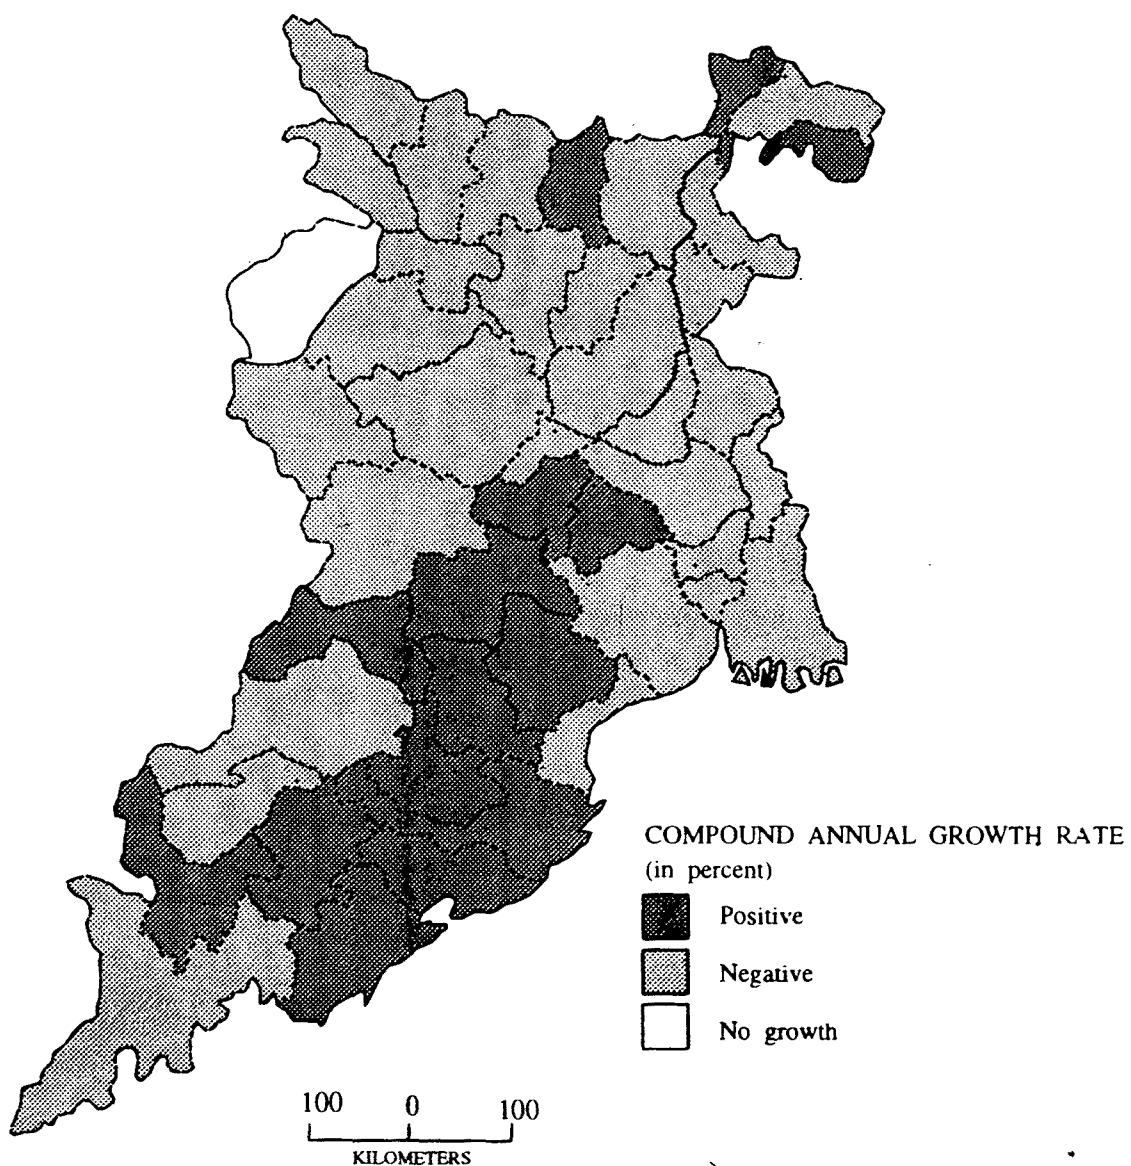 COMPOUND ANNUAL GROWTH RATE
(in percent)
Positive
Negative
No growth
100 0 100
KILOMETERS